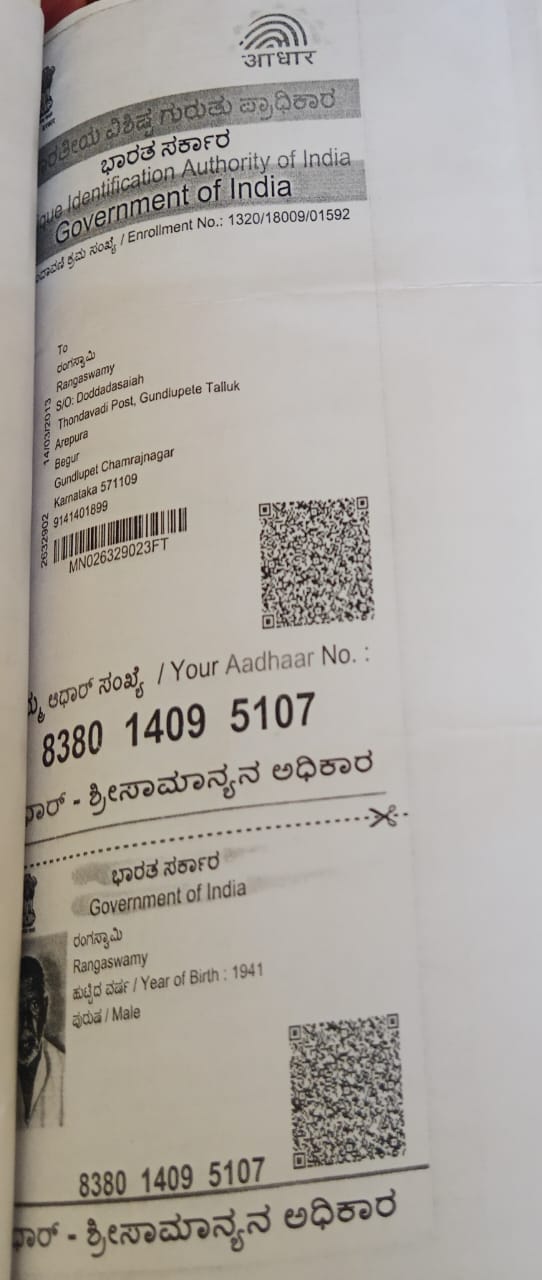 आधार
ವಿಶಿಷ್ಟ ಗುರುತು ಪ್ರಾಧಿಕಾರ
ಭಾರತ ಸರ್ಕಾರ
Identification Authority of India
Government of India
ಕ್ರಮ ಸಂಖ್ಯೆ / Enrollment No.: 1320/18009/01592
To
ರಂಗಸ್ವಾಮಿ
Rangaswamy
S/O: Doddadasaiah
Thondavadi Post, Gundlupete Talluk
Arepura
Begur
Gundlupet Chamrajnagar
Karnataka 571109
9141401899
2632902 14/03/2013
MN026329023FT
ಆಧಾರ್ ಸಂಖ್ಯೆ / Your Aadhaar No. :
8380 1409 5107
- ಶ್ರೀಸಾಮಾನ್ಯನ ಅಧಿಕಾರ
ಭಾರತ ಸರ್ಕಾರ
Government of India
ರಂಗಸ್ವಾಮಿ
Rangaswamy
ಹುಟ್ಟಿದ ವರ್ಷ / Year of Birth : 1941
ಪುರುಷ / Male
8380 1409 5107
- ಶ್ರೀಸಾಮಾನ್ಯನ ಅಧಿಕಾರ